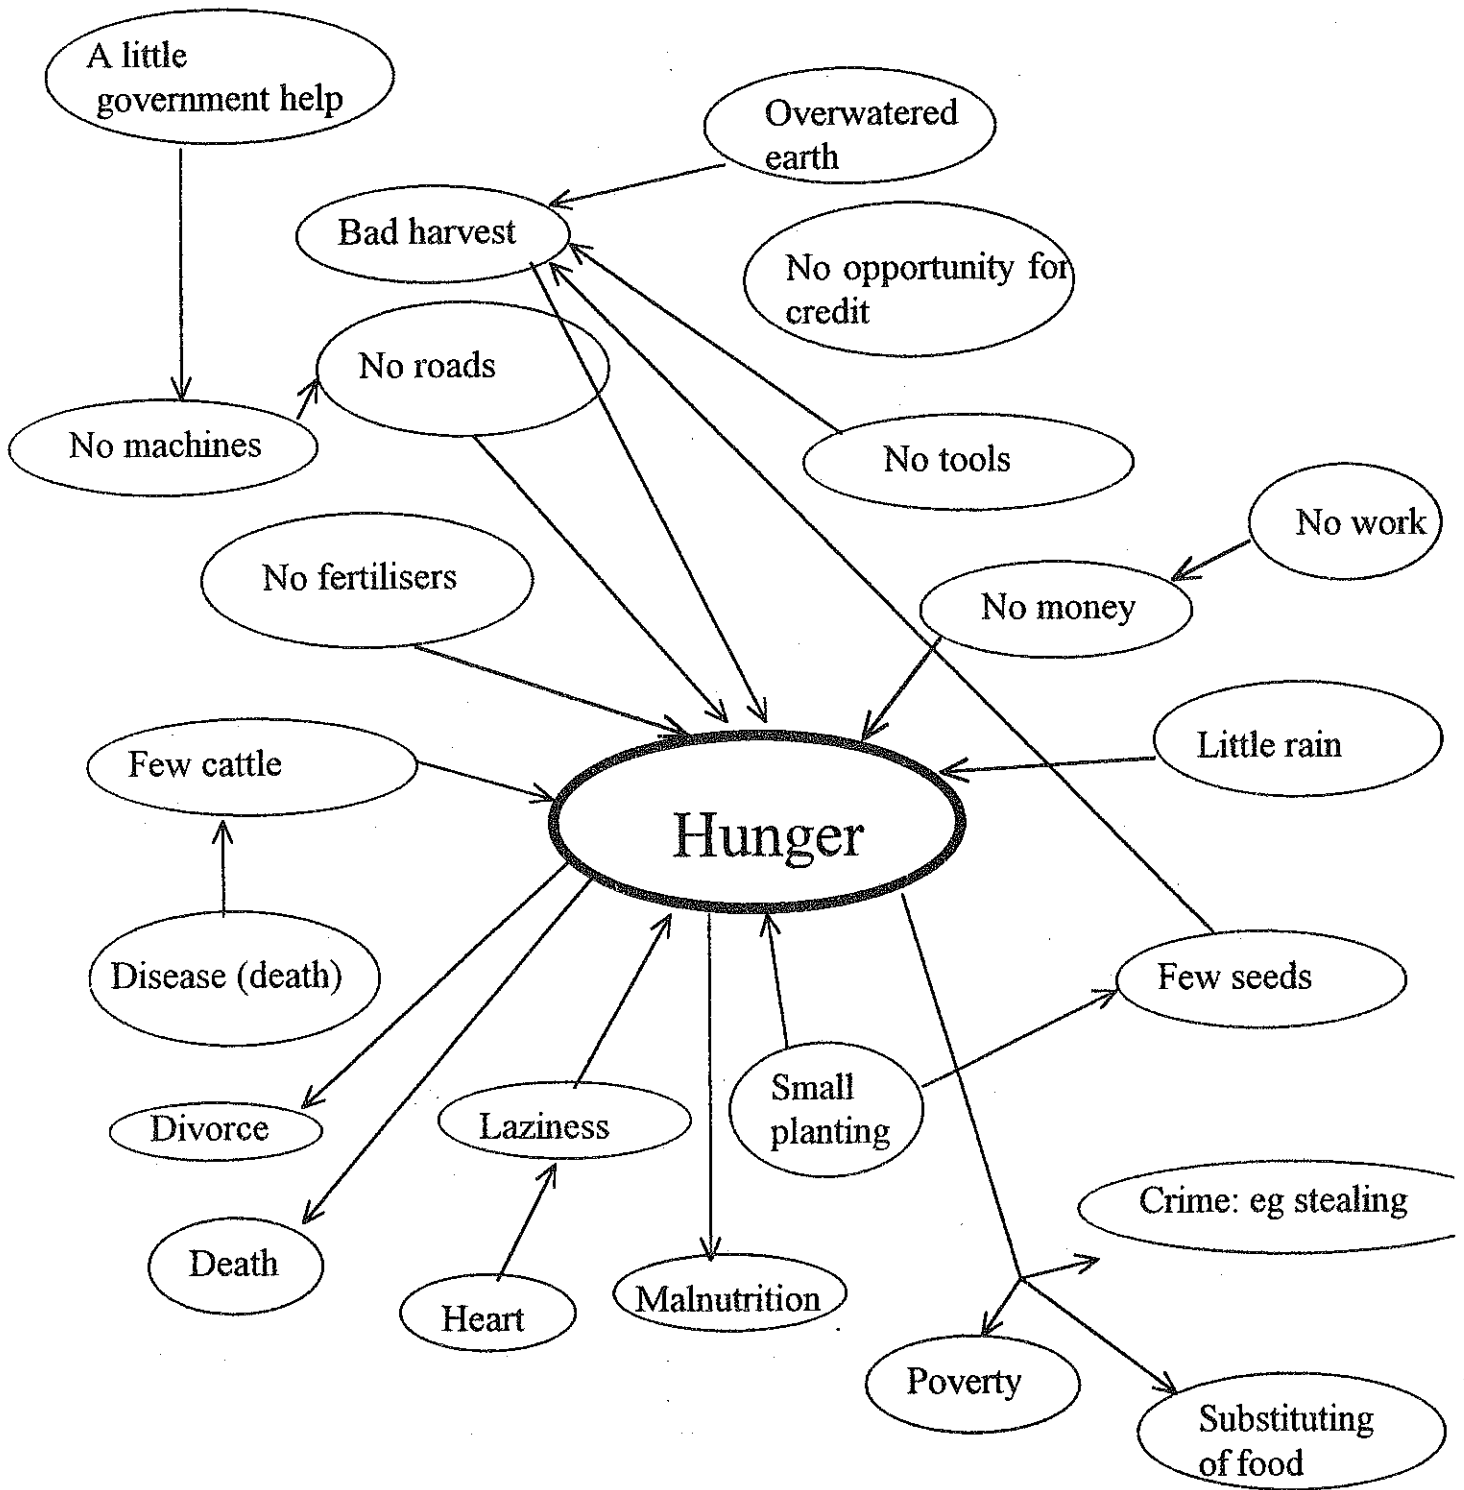 A little
government help
Overwatered
earth
Bad harvest
No opportunity for
credit
No roads
No machines
No tools
No work
No fertilisers
No money
Few cattle
Little rain
Hunger
Disease (death)
Few seeds
Small
planting
Divorce
Laziness
Crime: eg stealing
Death
Heart
Malnutrition
Poverty
Substituting
of food